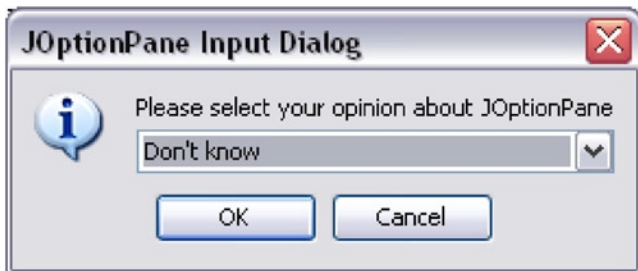 JOptionPane Input Dialog
Please select your opinion about JOptionPane
Don't know
OK Cancel